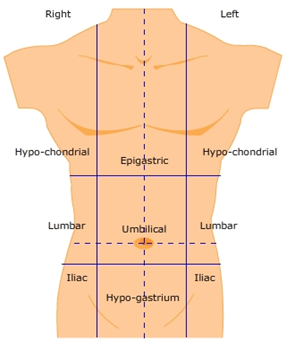 Right
Left
Hypo-chondrial
Epigastric
Hypo-chondrial
Lumbar
Umbilical
Lumbar
Iliac
Hypo-gastrium
Iliac